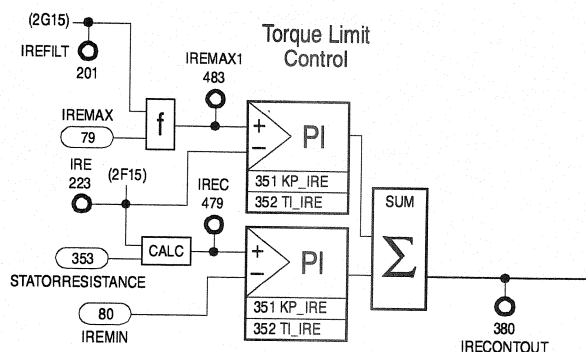 (2G15)
IREFILT
201
Torque Limit
Control
IREMAX1
483
IREMAX
79
f
+
−
PI
351 KP_IRE
352 TI_IRE
IRE
223
(2F15)
IREC
479
SUM
Σ
CALC
353
STATORRESISTANCE
+
−
PI
351 KP_IRE
352 TI_IRE
80
IREMIN
380
IRECONTOUT